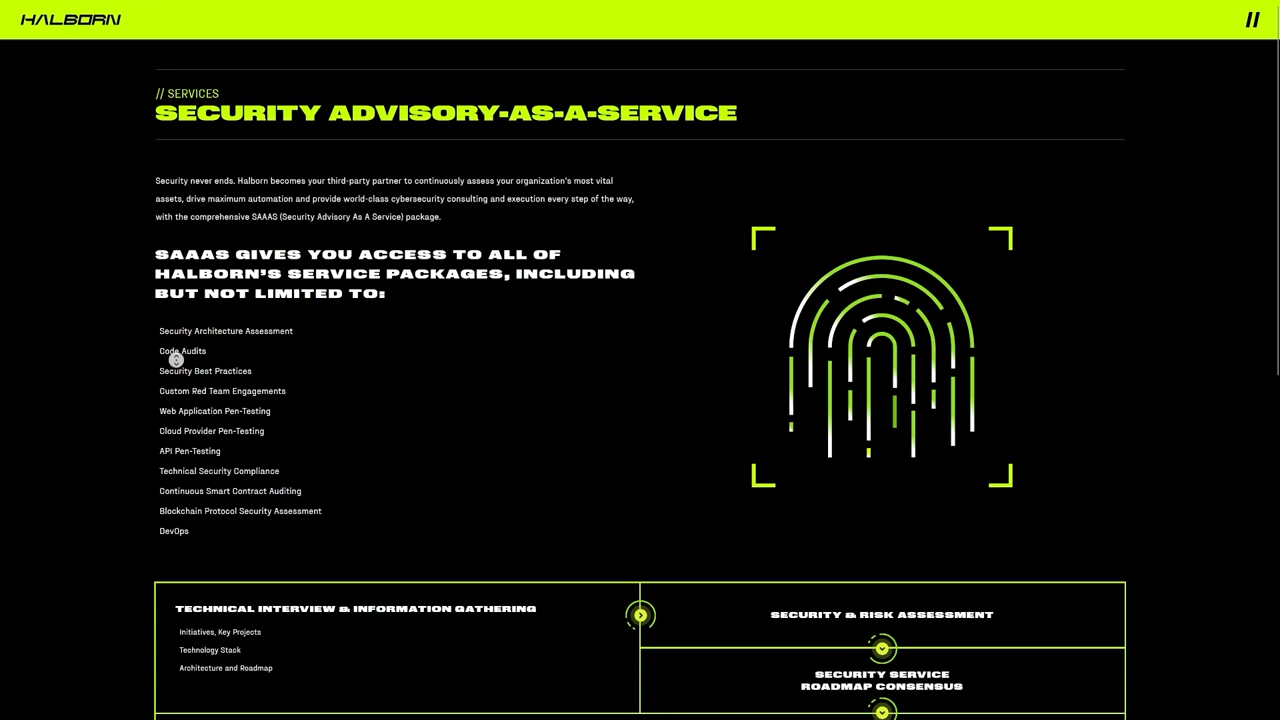 HALBORN
// SERVICES
SECURITY ADVISORY-AS-A-SERVICE
Security never ends. Halborn becomes your third-party partner to continuously assess your organization's most vital
assets, drive maximum automation and provide world-class cybersecurity consulting and execution every step of the way,
with the comprehensive SAAAS (Security Advisory As A Service) package.
SAAAS GIVES YOU ACCESS TO ALL OF
HALBORN'S SERVICE PACKAGES, INCLUDING
BUT NOT LIMITED TO:
Security Architecture Assessment
Code Audits
Security Best Practices
Custom Red Team Engagements
Web Application Pen-Testing
Cloud Provider Pen-Testing
API Pen-Testing
Technical Security Compliance
Continuous Smart Contract Auditing
Blockchain Protocol Security Assessment
DevOps
TECHNICAL INTERVIEW & INFORMATION GATHERING
Initiatives, Key Projects
Technology Stack
Architecture and Roadmap
SECURITY & RISK ASSESSMENT
SECURITY SERVICE
ROADMAP CONSENSUS